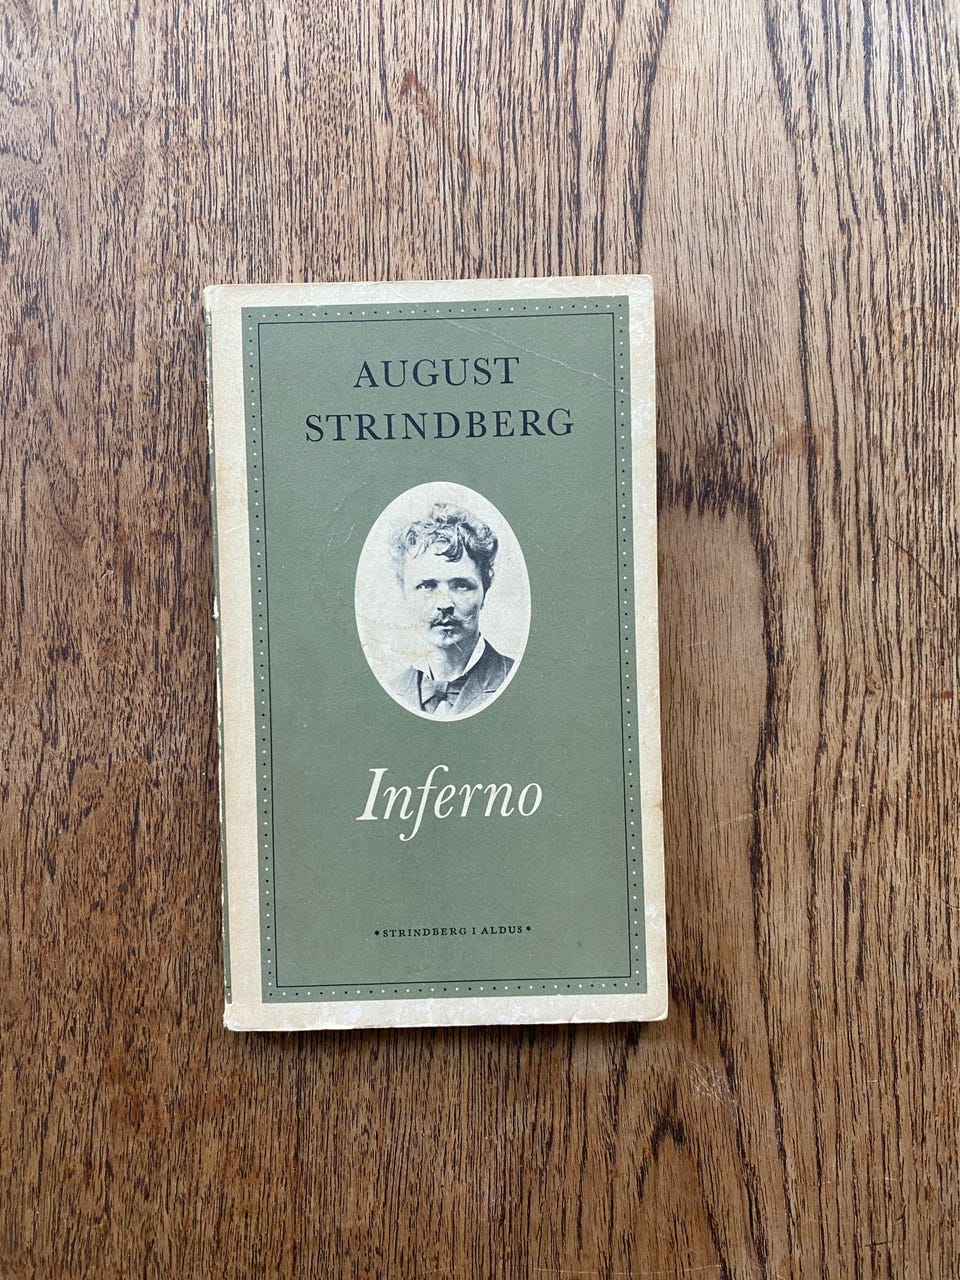 AUGUST
STRINDBERG
Inferno
*STRINDBERG I ALDUS*